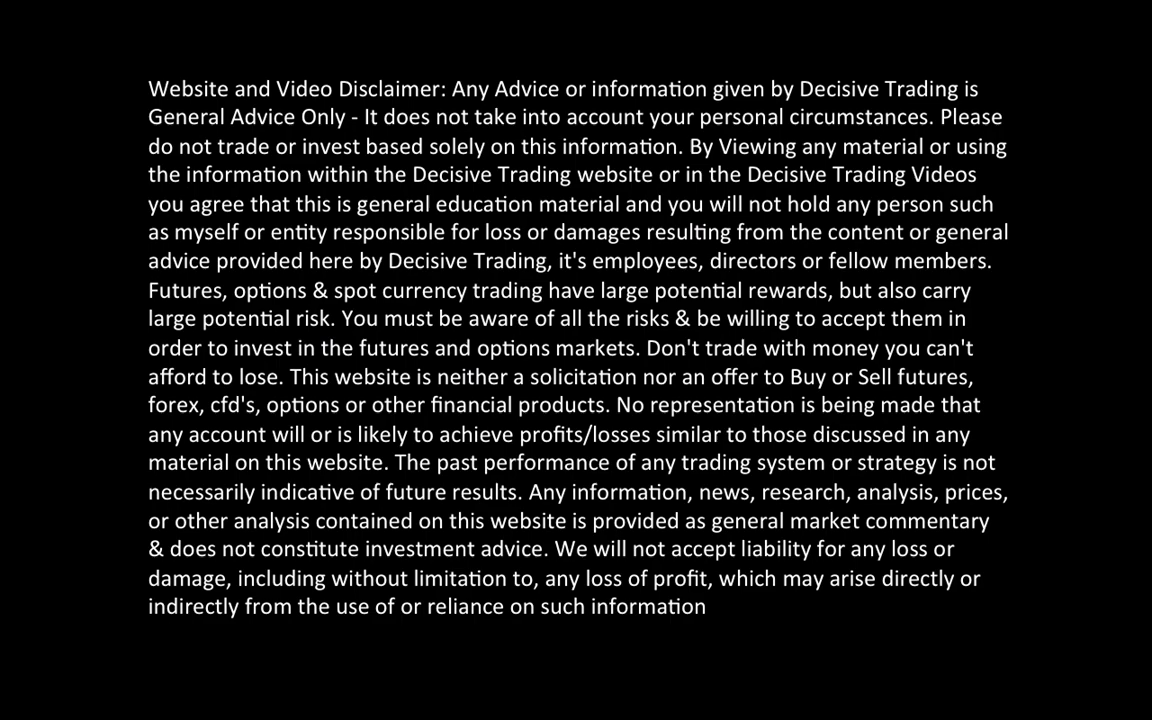 Website and Video Disclaimer: Any Advice or information given by Decisive Trading is
General Advice Only - It does not take into account your personal circumstances. Please
do not trade or invest based solely on this information. By Viewing any material or using
the information within the Decisive Trading website or in the Decisive Trading Videos
you agree that this is general education material and you will not hold any person such
as myself or entity responsible for loss or damages resulting from the content or general
advice provided here by Decisive Trading, it's employees, directors or fellow members.
Futures, options & spot currency trading have large potential rewards, but also carry
large potential risk. You must be aware of all the risks & be willing to accept them in
order to invest in the futures and options markets. Don't trade with money you can't
afford to lose. This website is neither a solicitation nor an offer to Buy or Sell futures,
forex, cfd's, options or other financial products. No representation is being made that
any account will or is likely to achieve profits/losses similar to those discussed in any
material on this website. The past performance of any trading system or strategy is not
necessarily indicative of future results. Any information, news, research, analysis, prices,
or other analysis contained on this website is provided as general market commentary
& does not constitute investment advice. We will not accept liability for any loss or
damage, including without limitation to, any loss of profit, which may arise directly or
indirectly from the use of or reliance on such information